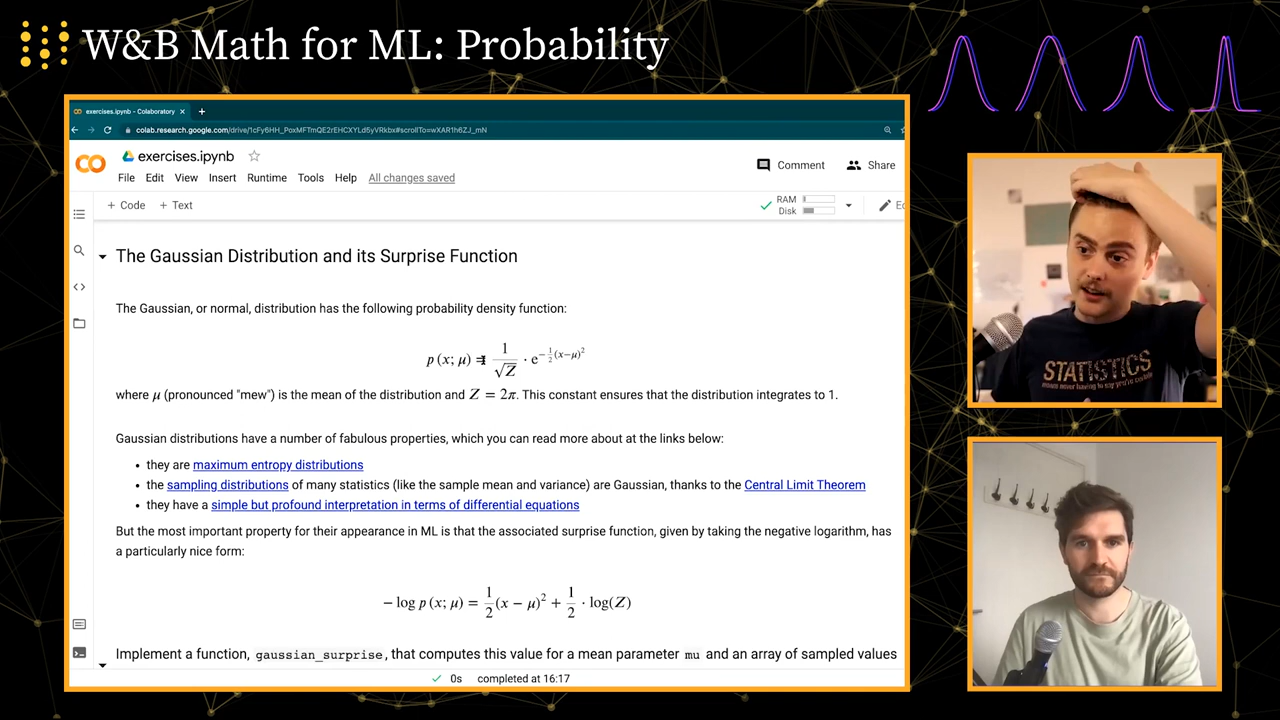 W&B Math for ML: Probability
exercises.ipynb - Colaboratory
colab.research.google.com/drive/1cFy6HH_PoxMFTmQE2rEHCXYLd5yVRkbx#scrollTo=wXAR1h6ZJ_mN
exercises.ipynb
Comment
Share
File Edit View Insert Runtime Tools Help All changes saved
+ Code + Text
RAM
Disk
The Gaussian Distribution and its Surprise Function
The Gaussian, or normal, distribution has the following probability density function:
p (x; μ) = 1/√Z · e^{-1/2(x−μ)^2}
where μ (pronounced "mew") is the mean of the distribution and Z = 2π. This constant ensures that the distribution integrates to 1.
Gaussian distributions have a number of fabulous properties, which you can read more about at the links below:
• they are maximum entropy distributions
• the sampling distributions of many statistics (like the sample mean and variance) are Gaussian, thanks to the Central Limit Theorem
• they have a simple but profound interpretation in terms of differential equations
But the most important property for their appearance in ML is that the associated surprise function, given by taking the negative logarithm, has
a particularly nice form:
− log p (x; μ) = 1/2 (x − μ)^2 + 1/2 · log(Z)
Implement a function, gaussian_surprise, that computes this value for a mean parameter mu and an array of sampled values
0s completed at 16:17
STATISTICS